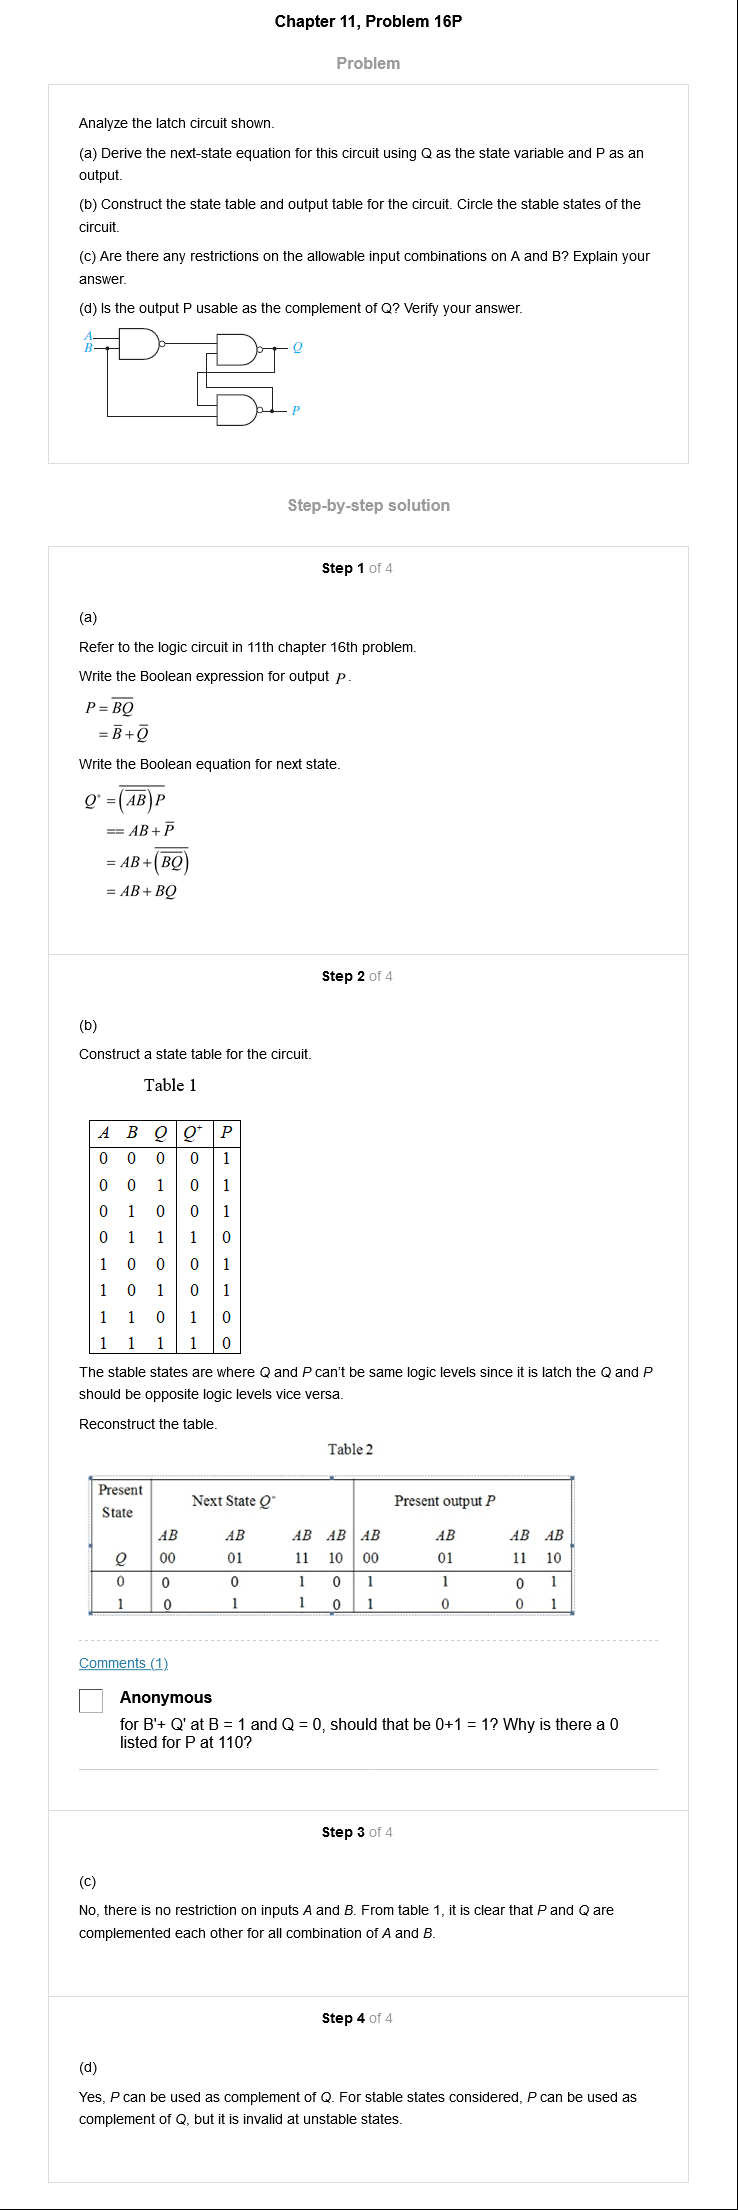 Chapter 11, Problem 16P
Problem
Analyze the latch circuit shown.
(a) Derive the next-state equation for this circuit using Q as the state variable and P as an
output.
(b) Construct the state table and output table for the circuit. Circle the stable states of the
circuit.
(c) Are there any restrictions on the allowable input combinations on A and B? Explain your
answer.
(d) Is the output P usable as the complement of Q? Verify your answer.
A
B
Q
P
Step-by-step solution
Step 1 of 4
(a)
Refer to the logic circuit in 11th chapter 16th problem.
Write the Boolean expression for output P.
P = \overline{BQ}
= \overline{B} + \overline{Q}
Write the Boolean equation for next state.
Q⁺ = \overline{(\overline{AB})P}
== AB + \overline{P}
= AB + \overline{(\overline{BQ})}
= AB + BQ
Step 2 of 4
(b)
Construct a state table for the circuit.
Table 1
A B Q Q⁺ P
0 0 0 0 1
0 0 1 0 1
0 1 0 0 1
0 1 1 1 0
1 0 0 0 1
1 0 1 0 1
1 1 0 1 0
1 1 1 1 0
The stable states are where Q and P can't be same logic levels since it is latch the Q and P
should be opposite logic levels vice versa.
Reconstruct the table.
Table 2
Present State Next State Q⁺ Present output P
AB AB AB AB AB AB AB AB
Q 00 01 11 10 00 01 11 10
0 0 0 1 0 1 1 0 1
1 0 1 1 0 1 0 0 1
Comments (1)
Anonymous
for B'+ Q' at B = 1 and Q = 0, should that be 0+1 = 1? Why is there a 0
listed for P at 110?
Step 3 of 4
(c)
No, there is no restriction on inputs A and B. From table 1, it is clear that P and Q are
complemented each other for all combination of A and B.
Step 4 of 4
(d)
Yes, P can be used as complement of Q. For stable states considered, P can be used as
complement of Q, but it is invalid at unstable states.